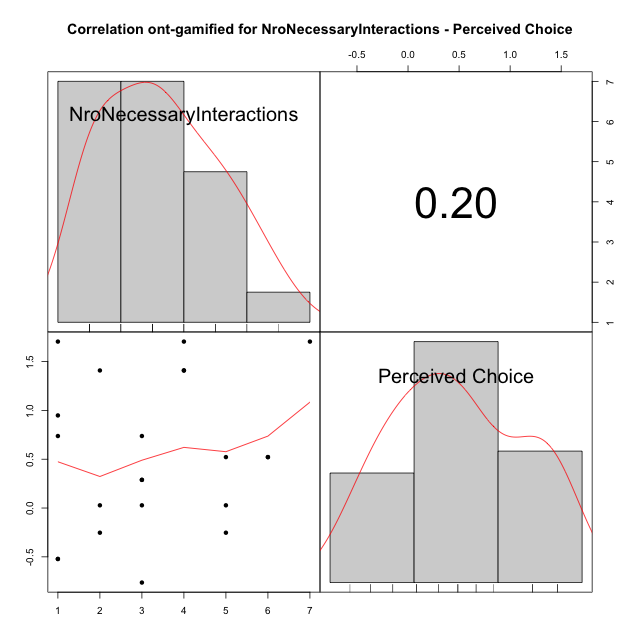 Correlation ont-gamified for NroNecessaryInteractions - Perceived Choice
-0.5 0.0 0.5 1.0 1.5
NroNecessaryInteractions
0.20
7
6
5
4
3
2
1
Perceived Choice
1.5
1.0
0.5
0.0
-0.5
1 2 3 4 5 6 7